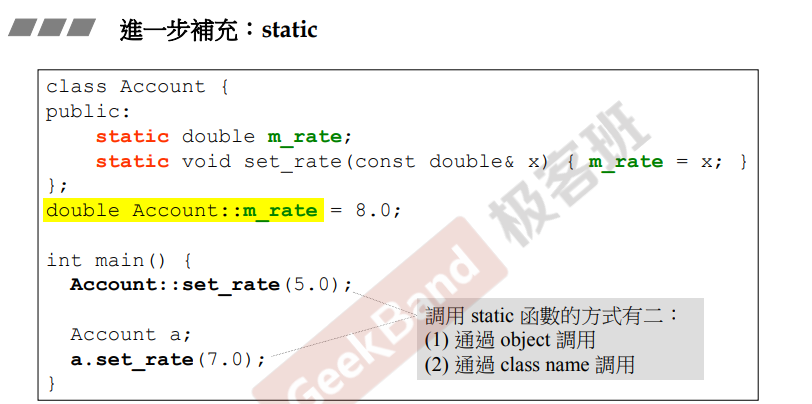 進一步補充：static
class Account {
public:
    static double m_rate;
    static void set_rate(const double& x) { m_rate = x; }
};
double Account::m_rate = 8.0;
int main() {
  Account::set_rate(5.0);
  Account a;
  a.set_rate(7.0);
}
調用 static 函數的方式有二：
(1) 通過 object 調用
(2) 通過 class name 調用
GeekBand 极客班